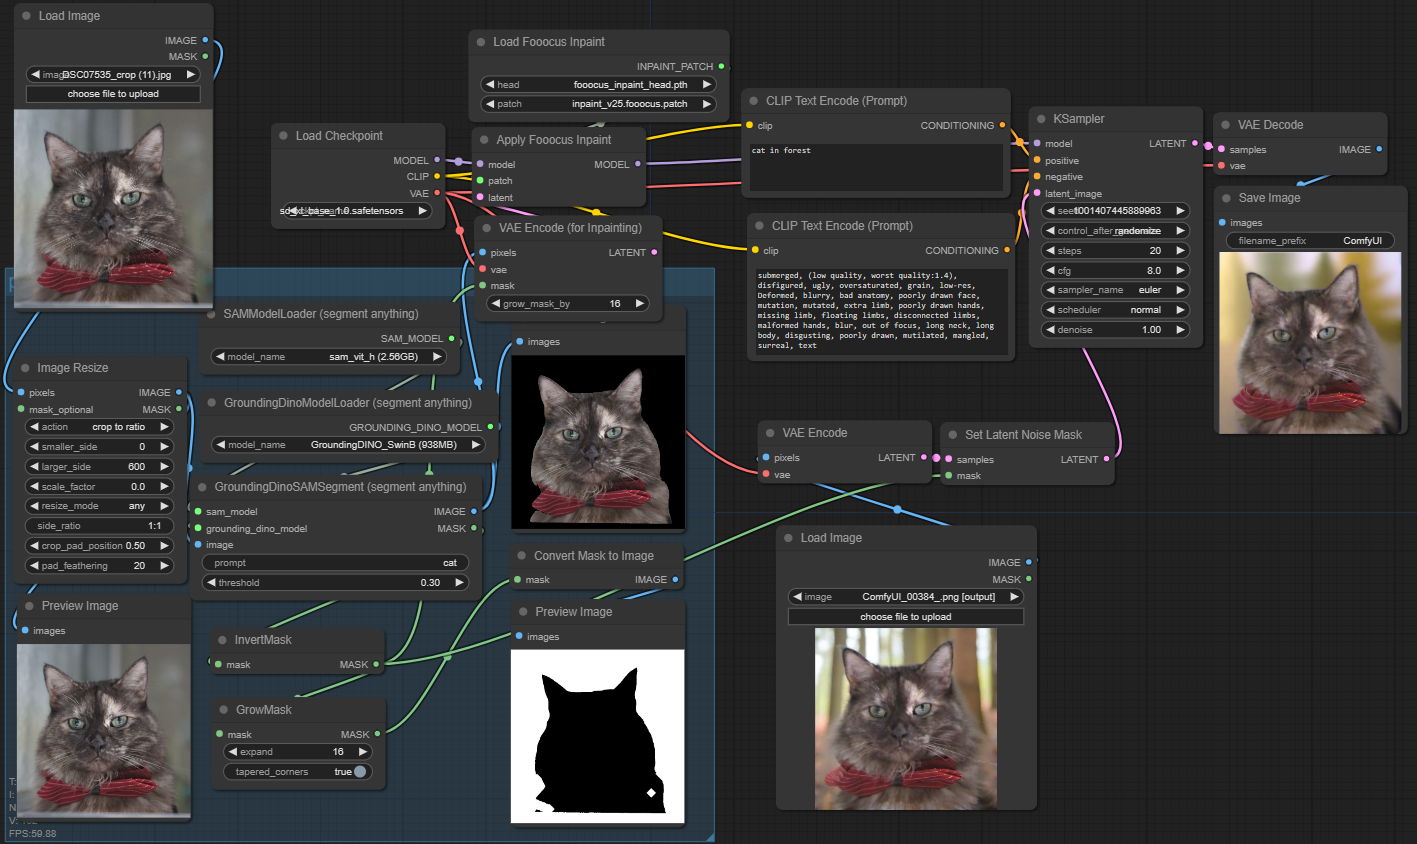 Load Image
IMAGE
MASK
image DSC07535_crop (11).jpg
choose file to upload
Load Checkpoint
MODEL
CLIP
VAE
Load Fooocus Inpaint
INPAINT_PATCH
head fooocus_inpaint_head.pth
patch inpaint_v25.fooocus.patch
Apply Fooocus Inpaint
model MODEL
patch
latent
VAE Encode (for Inpainting)
pixels LATENT
vae
mask
grow_mask_by 16
CLIP Text Encode (Prompt)
clip CONDITIONING
cat in forest
CLIP Text Encode (Prompt)
clip CONDITIONING
submerged, (low quality, worst quality:1.4),
disfigured, ugly, oversaturated, grain, low-res,
Deformed, blurry, bad anatomy, poorly drawn face,
mutation, mutated, extra limb, poorly drawn hands,
missing limb, floating limbs, disconnected limbs,
malformed hands, blur, out of focus, long neck, long
body, disgusting, poorly drawn, mutilated, mangled,
surreal, text
KSampler
model LATENT
positive
negative
latent_image
1001407445889963
control_after_ randomize
steps 20
cfg 8.0
sampler_name euler
scheduler normal
denoise 1.00
VAE Decode
samples IMAGE
vae
Save Image
images
filename_prefix ComfyUI
SAMModelLoader (segment anything)
SAM_MODEL
model_name sam_vit_h (2.56GB)
GroundingDinoModelLoader (segment anything)
GROUNDING_DINO_MODEL
model_name GroundingDINO_SwinB (938MB)
GroundingDinoSAMSegment (segment anything)
sam_model IMAGE
grounding_dino_model MASK
image
prompt cat
threshold 0.30
Image Resize
pixels IMAGE
mask_optional MASK
action crop to ratio
smaller_side 0
larger_side 600
scale_factor 0.0
resize_mode any
side_ratio 1:1
crop_pad_position 0.50
pad_feathering 20
Preview Image
images
InvertMask
mask MASK
GrowMask
mask MASK
expand 16
tapered_corners true
images
Convert Mask to Image
mask IMAGE
Preview Image
images
VAE Encode
pixels LATENT
vae
Set Latent Noise Mask
samples LATENT
mask
Load Image
IMAGE
MASK
image ComfyUI_00384_.png [output]
choose file to upload
FPS:59.88